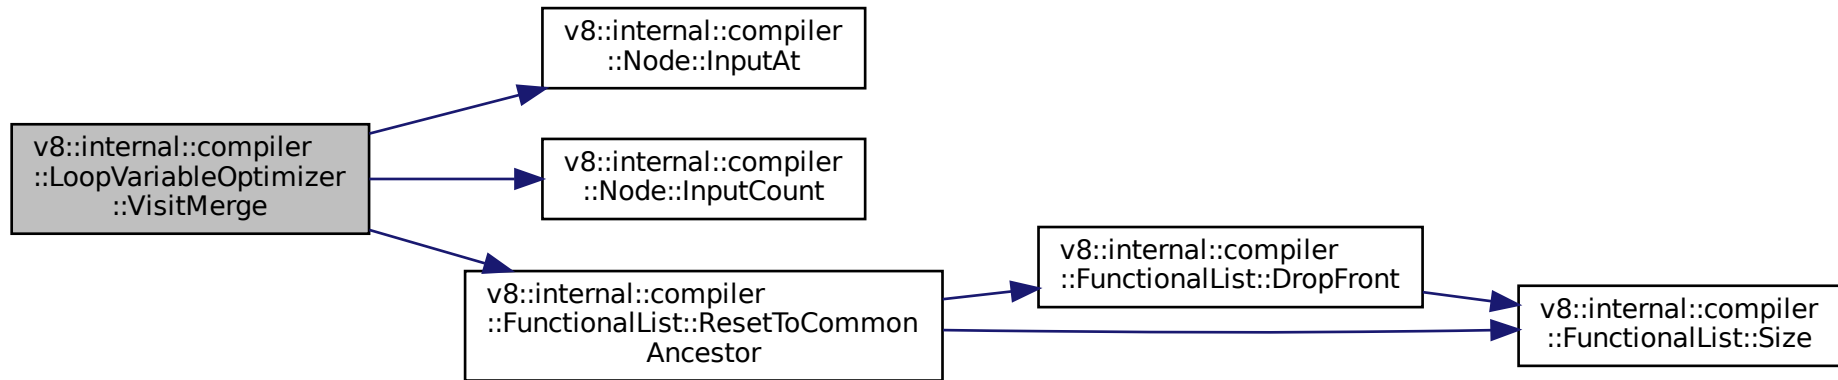 v8::internal::compiler
::Node::InputAt
v8::internal::compiler
::LoopVariableOptimizer
::VisitMerge
v8::internal::compiler
::Node::InputCount
v8::internal::compiler
::FunctionalList::ResetToCommon
Ancestor
v8::internal::compiler
::FunctionalList::DropFront
v8::internal::compiler
::FunctionalList::Size